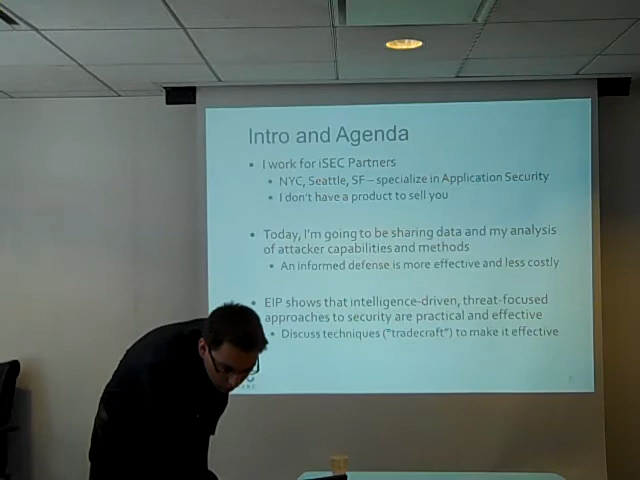 Intro and Agenda
• I work for iSEC Partners
• NYC, Seattle, SF – specialize in Application Security
• I don't have a product to sell you
• Today, I'm going to be sharing data and my analysis
of attacker capabilities and methods
• An informed defense is more effective and less costly
• EIP shows that intelligence-driven, threat-focused
approaches to security are practical and effective
• Discuss techniques ("tradecraft") to make it effective